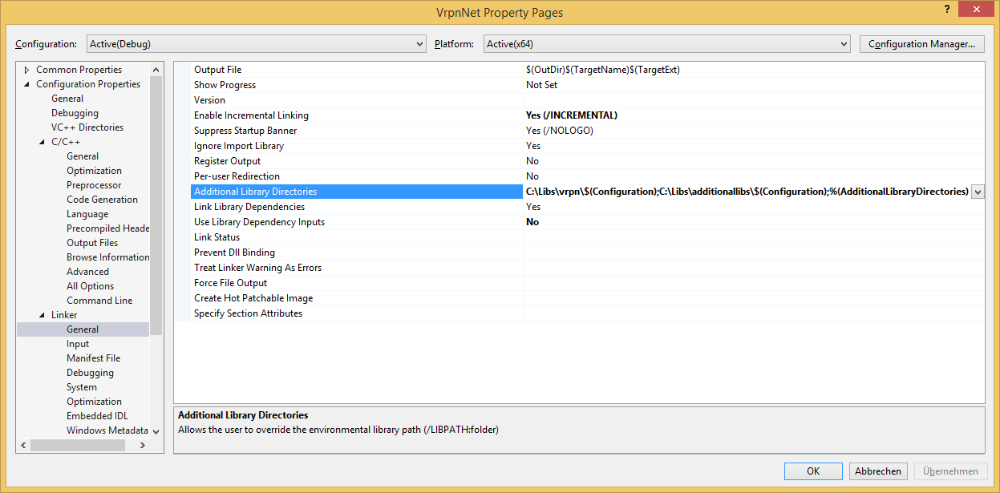 VrpnNet Property Pages
?
Configuration: Active(Debug) Platform: Active(x64) Configuration Manager...
Common Properties
Configuration Properties
General
Debugging
VC++ Directories
C/C++
General
Optimization
Preprocessor
Code Generation
Language
Precompiled Heade
Output Files
Browse Information
Advanced
All Options
Command Line
Linker
General
Input
Manifest File
Debugging
System
Optimization
Embedded IDL
Windows Metadata
Output File $(OutDir)$(TargetName)$(TargetExt)
Show Progress Not Set
Version
Enable Incremental Linking Yes (/INCREMENTAL)
Suppress Startup Banner Yes (/NOLOGO)
Ignore Import Library Yes
Register Output No
Per-user Redirection No
Additional Library Directories C:\Libs\vrpn\$(Configuration);C:\Libs\additionallibs\$(Configuration);%(AdditionalLibraryDirectories)
Link Library Dependencies Yes
Use Library Dependency Inputs No
Link Status
Prevent Dll Binding
Treat Linker Warning As Errors
Force File Output
Create Hot Patchable Image
Specify Section Attributes
Additional Library Directories
Allows the user to override the environmental library path (/LIBPATH:folder)
OK Abbrechen Übernehmen